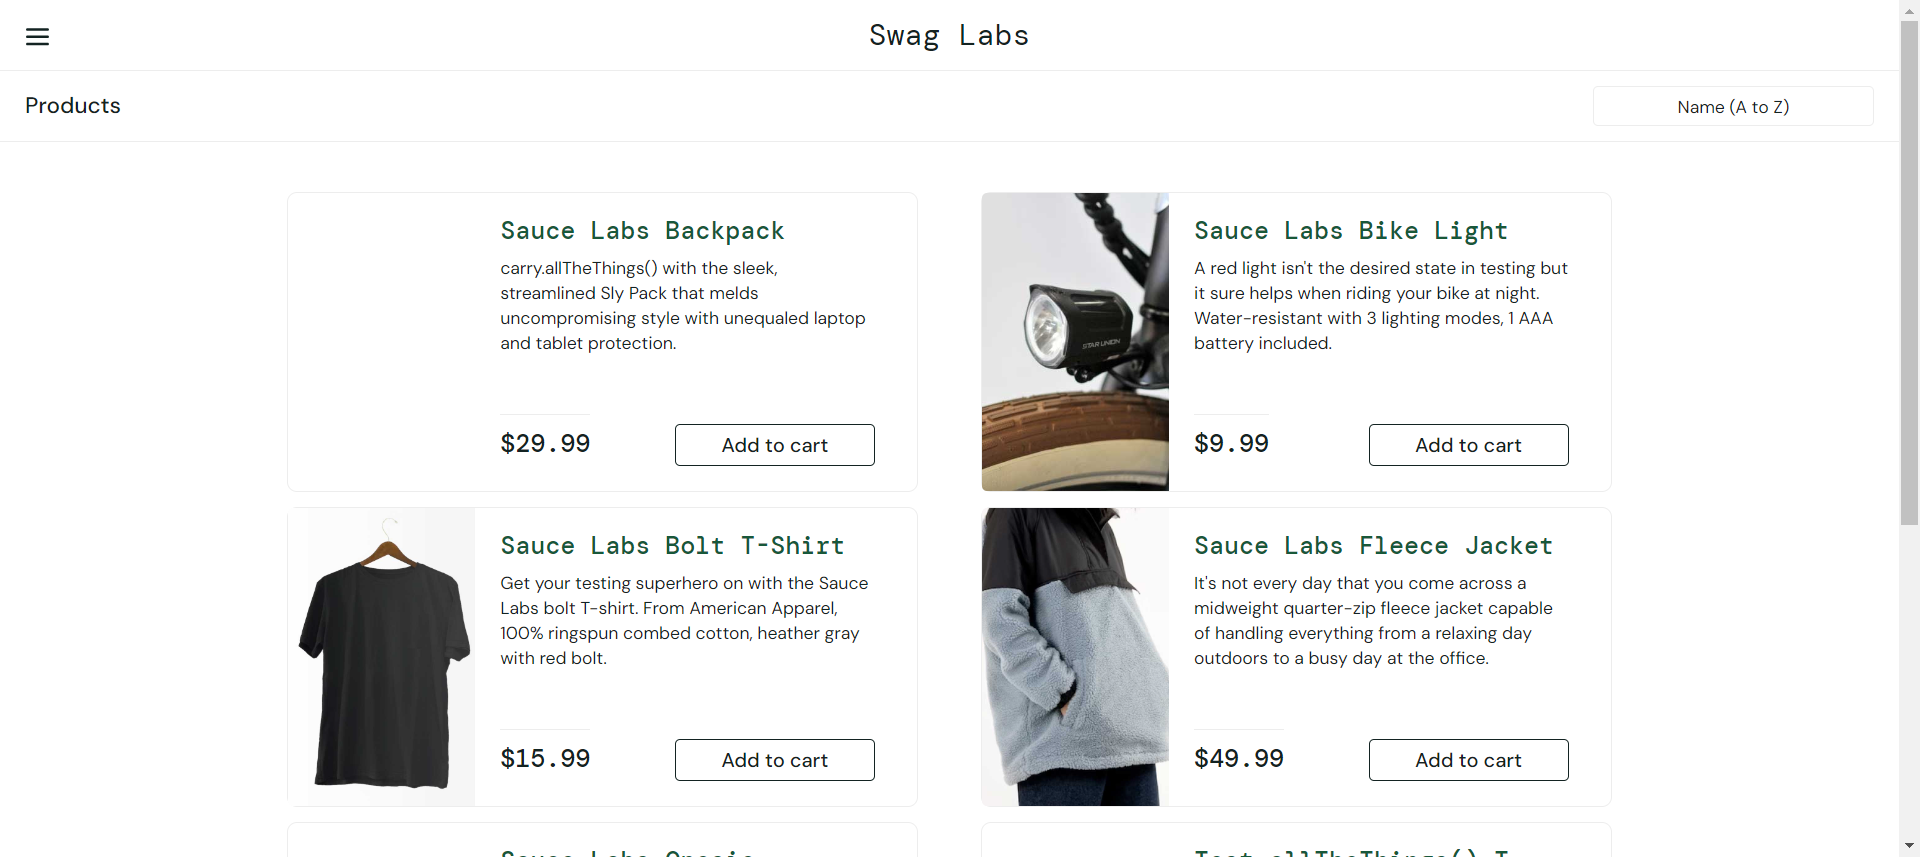 Swag Labs
Products
Name (A to Z)
Sauce Labs Backpack
carry.allTheThings() with the sleek,
streamlined Sly Pack that melds
uncompromising style with unequaled laptop
and tablet protection.
$29.99
Add to cart
STAR UNION
Sauce Labs Bike Light
A red light isn't the desired state in testing but
it sure helps when riding your bike at night.
Water-resistant with 3 lighting modes, 1 AAA
battery included.
$9.99
Add to cart
Sauce Labs Bolt T-Shirt
Get your testing superhero on with the Sauce
Labs bolt T-shirt. From American Apparel,
100% ringspun combed cotton, heather gray
with red bolt.
$15.99
Add to cart
Sauce Labs Fleece Jacket
It's not every day that you come across a
midweight quarter-zip fleece jacket capable
of handling everything from a relaxing day
outdoors to a busy day at the office.
$49.99
Add to cart
Sauce Labs Onesie
Test.allTheThings() T